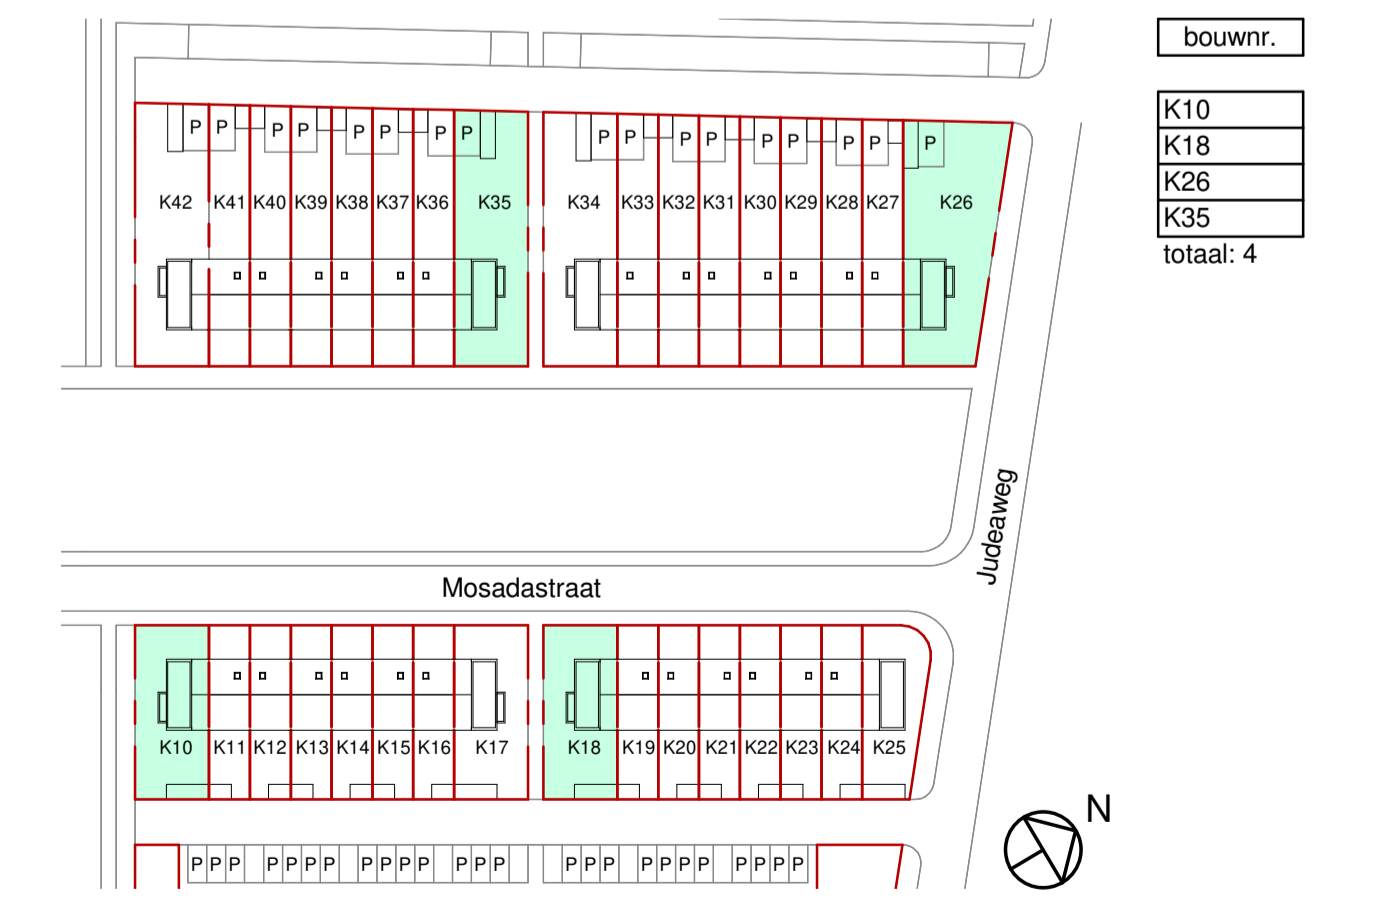 bouwnr.
K10
K18
K26
K35
totaal: 4
P P P P P P P P P P P P P P P P P
K42 K41 K40 K39 K38 K37 K36 K35 K34 K33 K32 K31 K30 K29 K28 K27 K26
Judeaweg
Mosadastraat
K10 K11 K12 K13 K14 K15 K16 K17 K18 K19 K20 K21 K22 K23 K24 K25
N
P P P P P P P P P P P P P P P P P P P P P P P P P